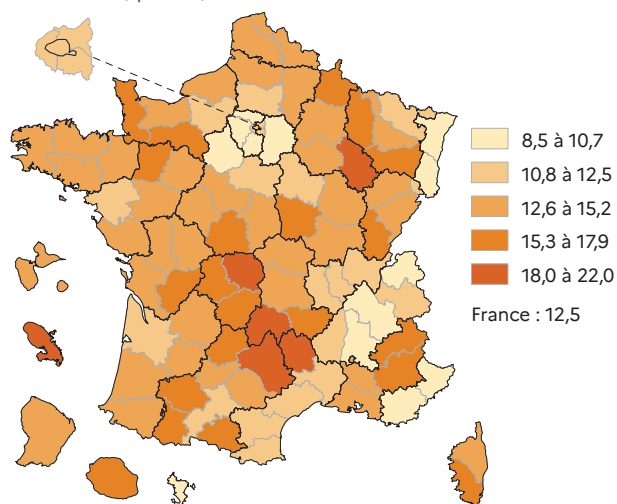 8,5 à 10,7
10,8 à 12,5
12,6 à 15,2
15,3 à 17,9
18,0 à 22,0
France : 12,5